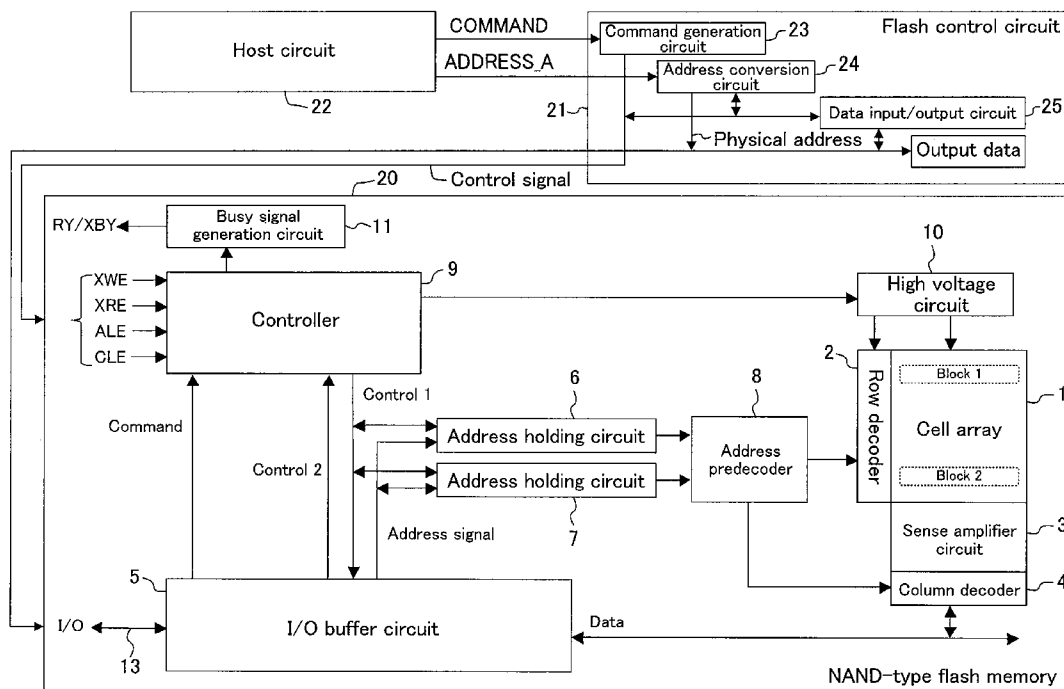 Host circuit
22
COMMAND
ADDRESS_A
Flash control circuit
Command generation
circuit
23
Address conversion
circuit
24
21
Data input/output circuit
25
Physical address
Output data
Control signal
20
RY/XBY
Busy signal
generation circuit
11
XWE
XRE
ALE
CLE
Controller
9
10
High voltage
circuit
2
Row decoder
Block 1
Cell array
Block 2
1
Command
Control 2
Control 1
6
Address holding circuit
Address holding circuit
7
8
Address
predecoder
Address signal
Sense amplifier
circuit
3
Column decoder
4
5
I/O
13
I/O buffer circuit
Data
NAND-type flash memory